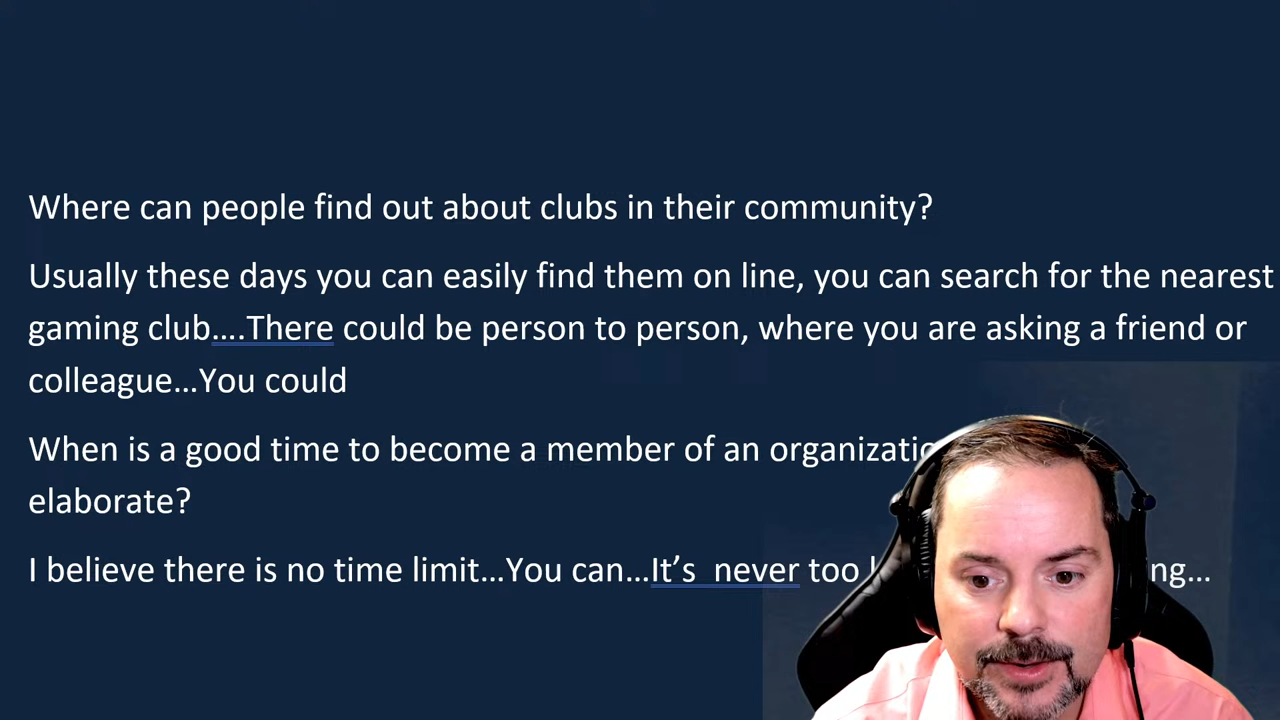 Where can people find out about clubs in their community?
Usually these days you can easily find them on line, you can search for the nearest
gaming club….There could be person to person, where you are asking a friend or
colleague…You could
When is a good time to become a member of an
elaborate?
I believe there is no time limit…You can…It’s  never too